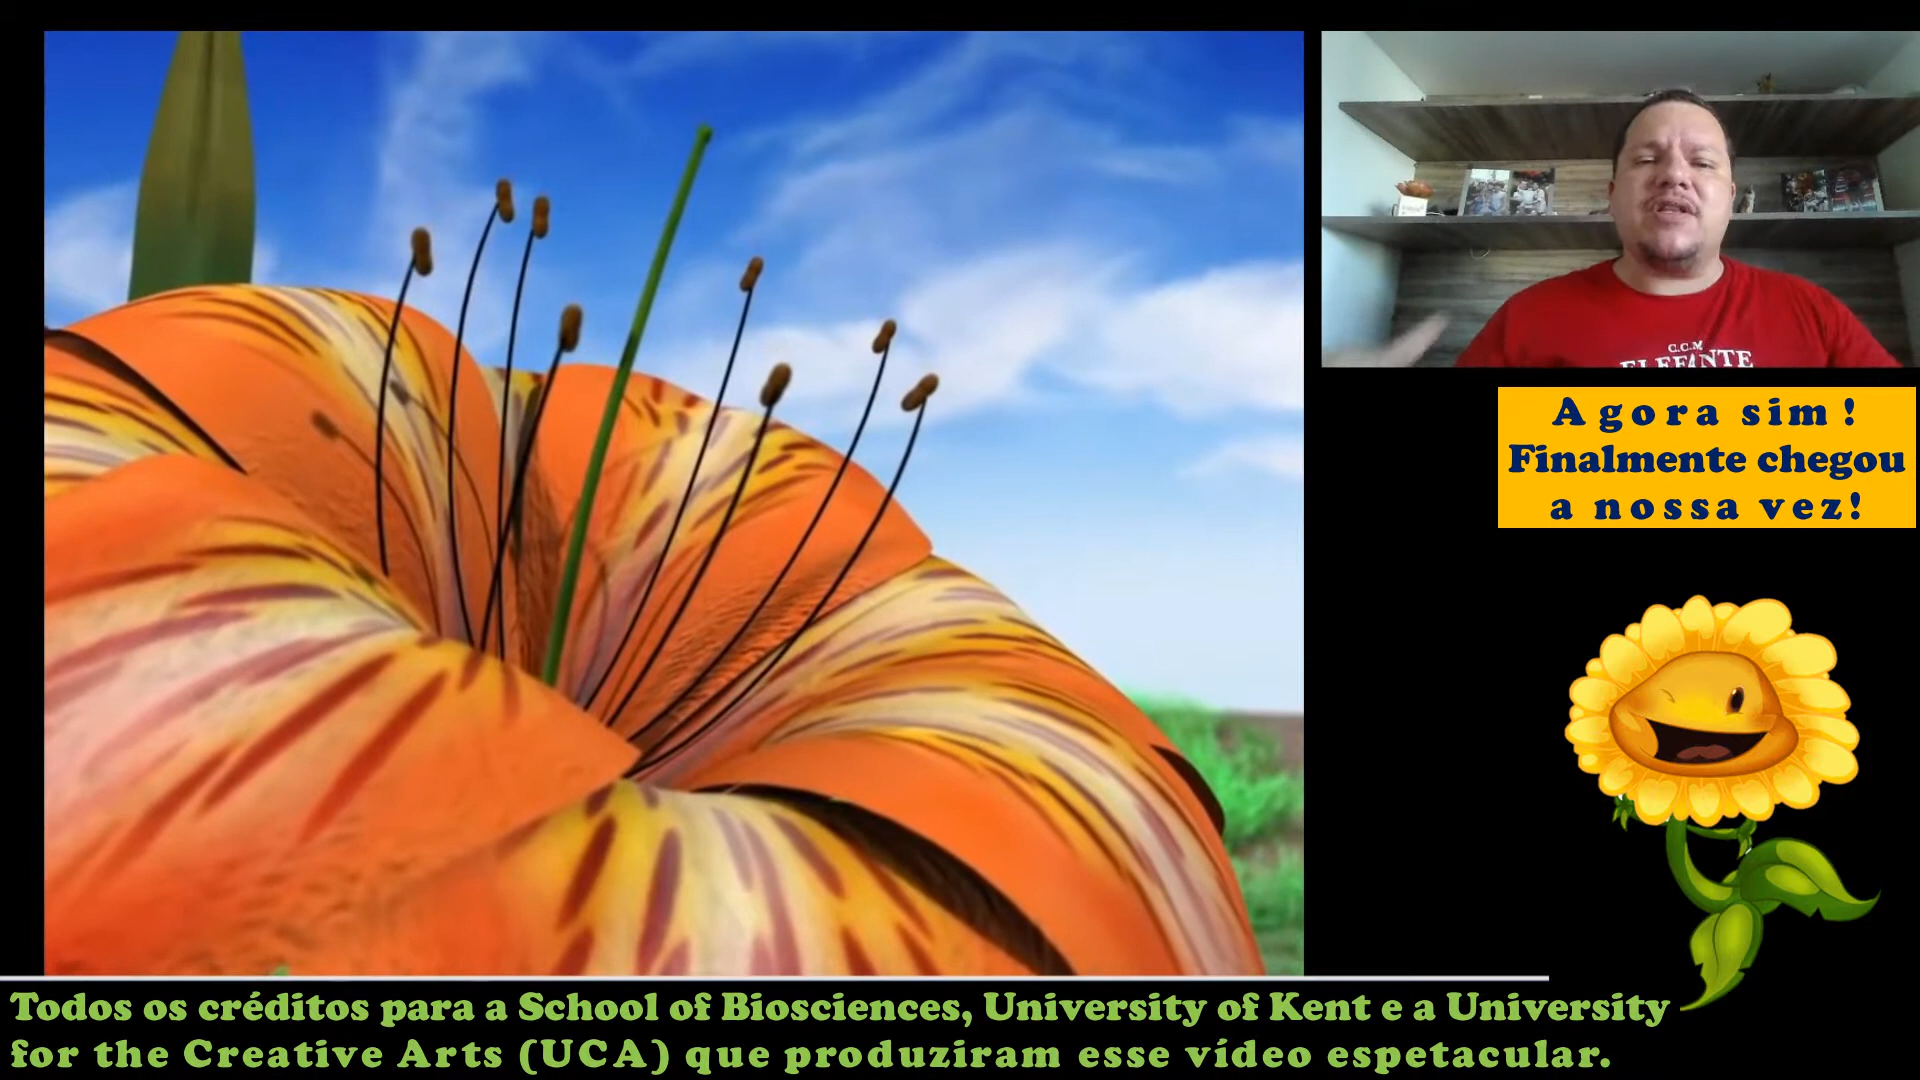 C.C.M
ELEFANTE
Agora sim!
Finalmente chegou
a nossa vez!
Todos os créditos para a School of Biosciences, University of Kent e a University
for the Creative Arts (UCA) que produziram esse vídeo espetacular.